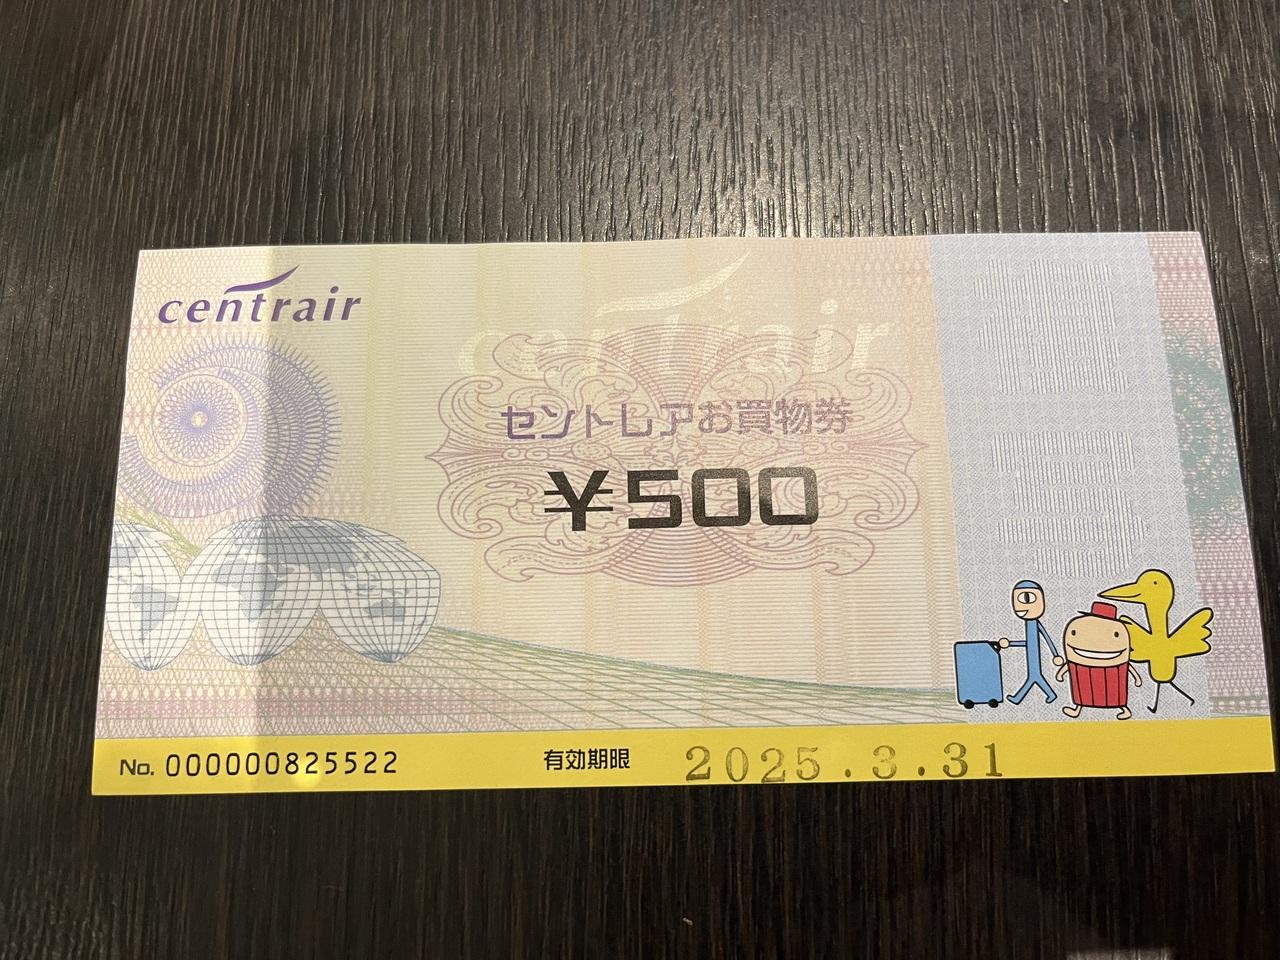 centrair
centrair
セントレアお買物券
¥500
No. 000000825522
有効期限 2025.3.31